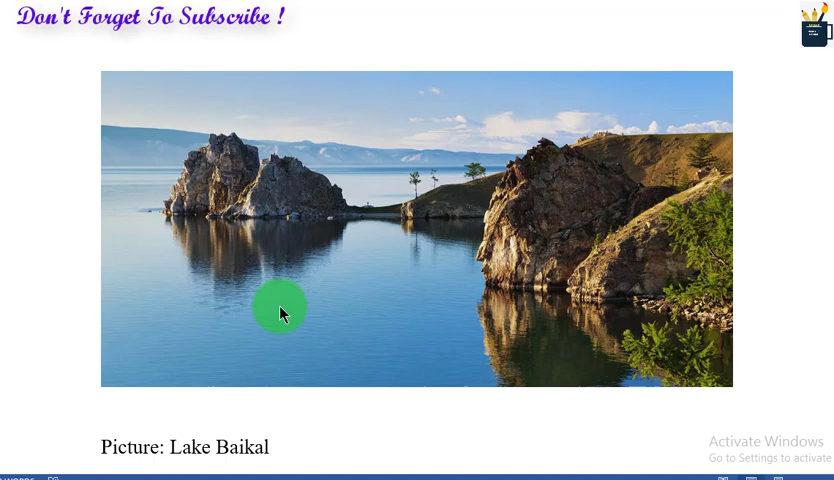 Don't Forget To Subscribe !
Picture: Lake Baikal
Activate Windows
Go to Settings to activate